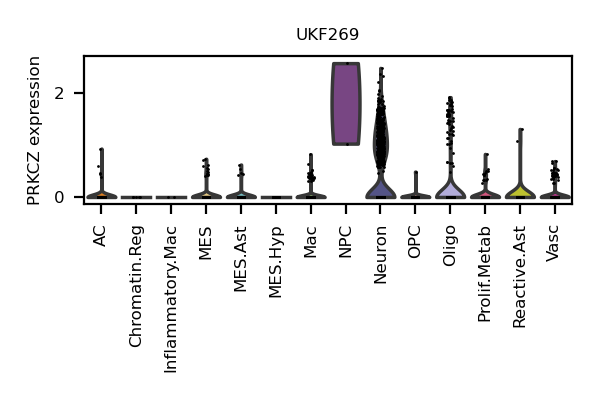 UKF269
PRKCZ expression
2
0
AC
Chromatin.Reg
Inflammatory.Mac
MES
MES.Ast
MES.Hyp
Mac
NPC
Neuron
OPC
Oligo
Prolif.Metab
Reactive.Ast
Vasc